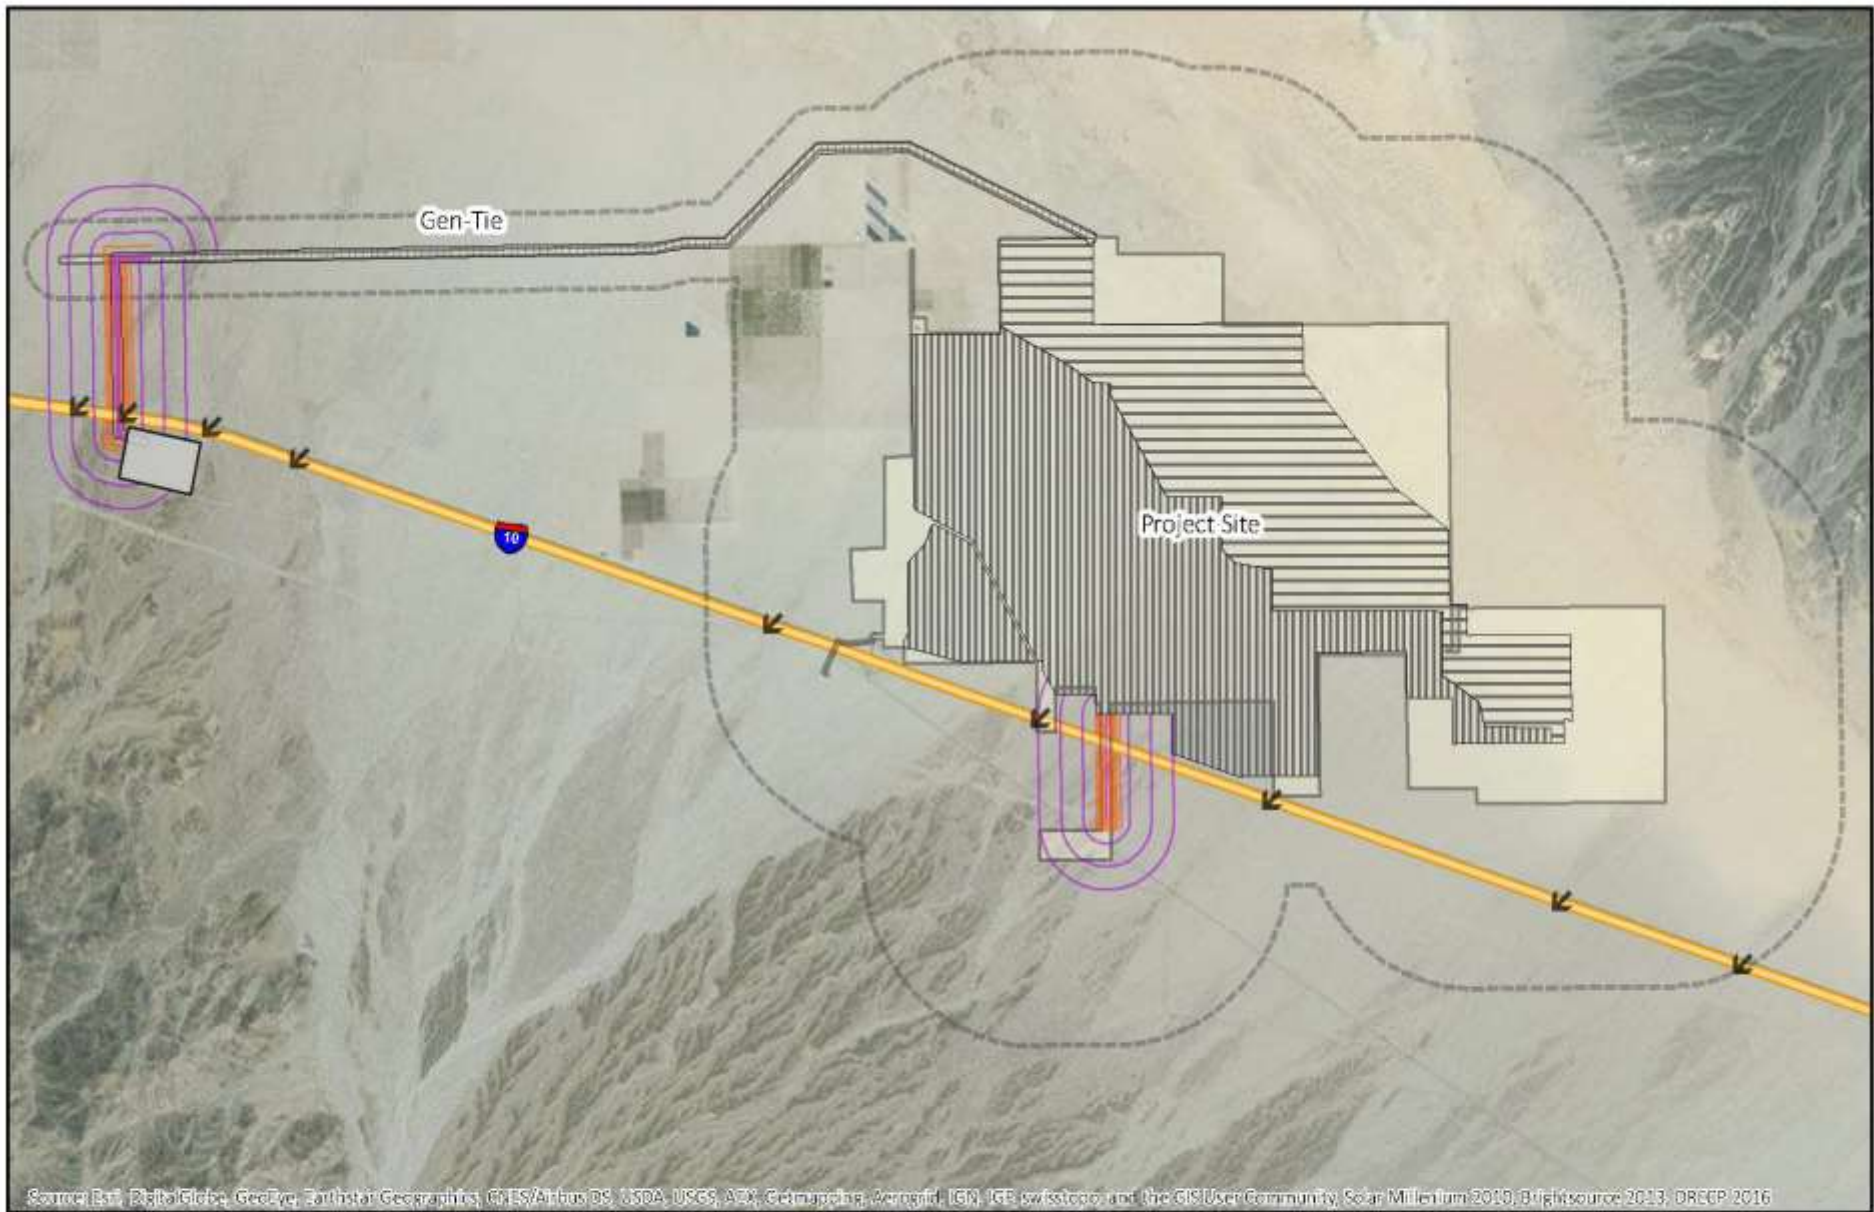 Gen-Tie
10
Project Site
Source: Esri, DigitalGlobe, GeoEye, Earthstar Geographics, CNES/Airbus DS, USDA, USGS, AEX, Getmapping, Aerogrid, IGN, IGP, swisstopo, and the GIS User Community, Solar Millenium 2010, Brightsource 2013, DRECP 2016